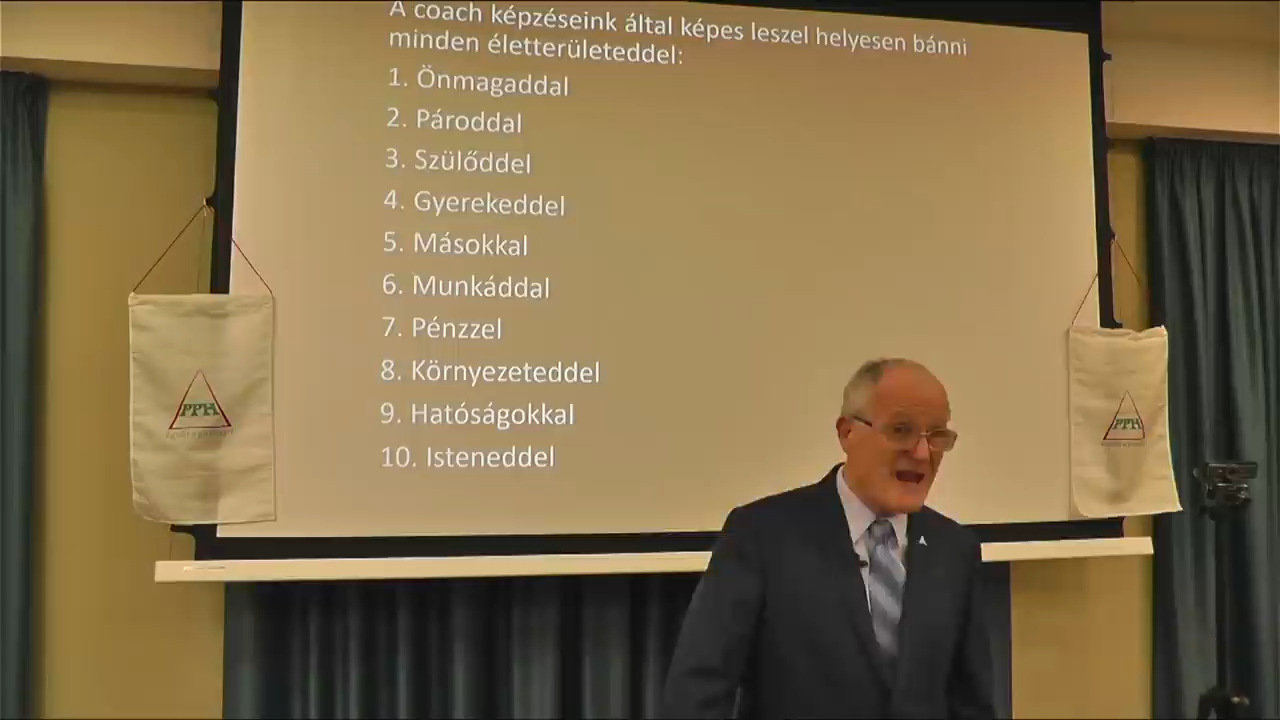 A coach képzéseink által képes leszel helyesen bánni
minden életterületeddel:
1. Önmagaddal
2. Pároddal
3. Szülőddel
4. Gyerekeddel
5. Másokkal
6. Munkáddal
7. Pénzzel
8. Környezeteddel
9. Hatóságokkal
10. Isteneddel
PPH
PPH